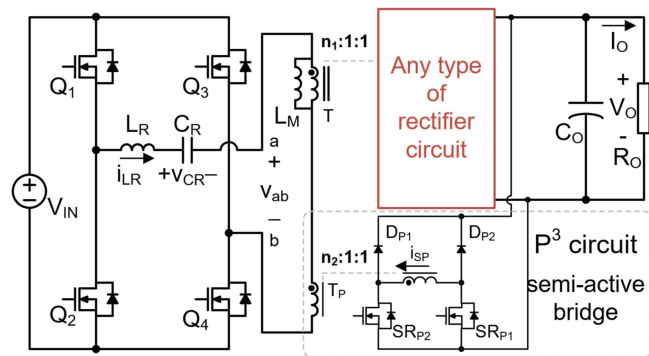 n₁:1:1
Q₁
Q₃
L_R
C_R
i_LR
+v_CR−
L_M
T
a
+
v_ab
−
b
V_IN
Any type
of
rectifier
circuit
I_O
+
V_O
-
C_O
R_O
P³ circuit
semi-active
bridge
D_P1
D_P2
i_SP
n₂:1:1
T_P
Q₂
Q₄
SR_P2
SR_P1